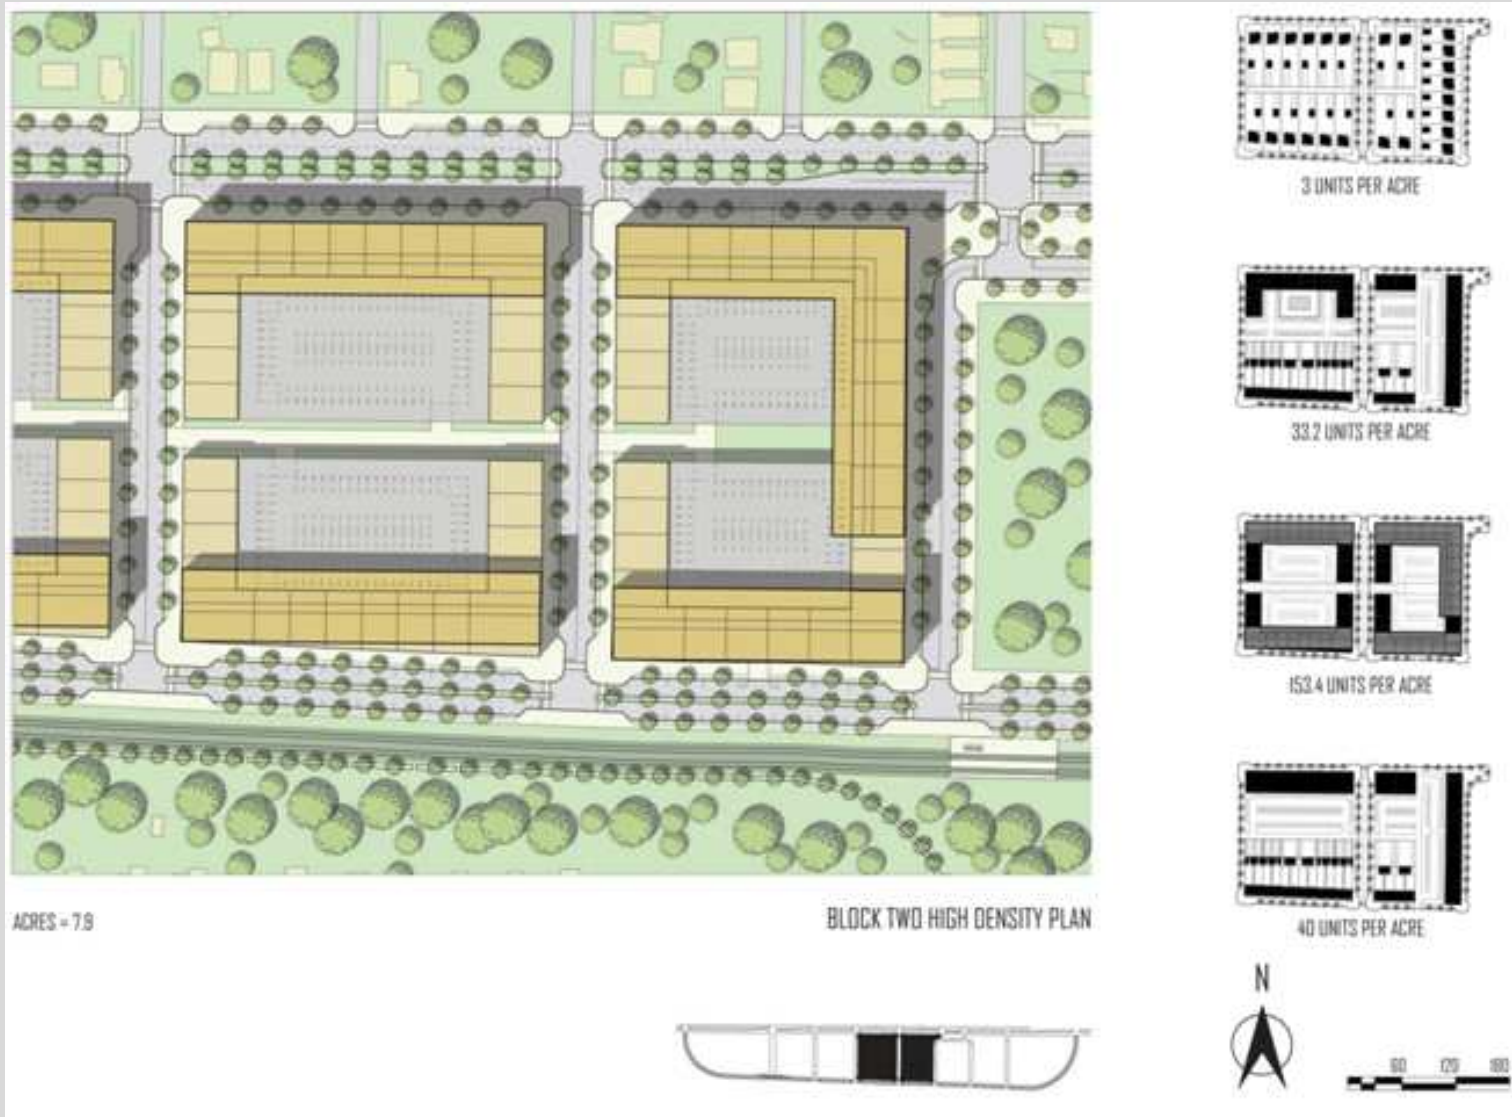 3 UNITS PER ACRE
33.2 UNITS PER ACRE
153.4 UNITS PER ACRE
ACRES = 7.9
BLOCK TWO HIGH DENSITY PLAN
40 UNITS PER ACRE
N
60 120 180